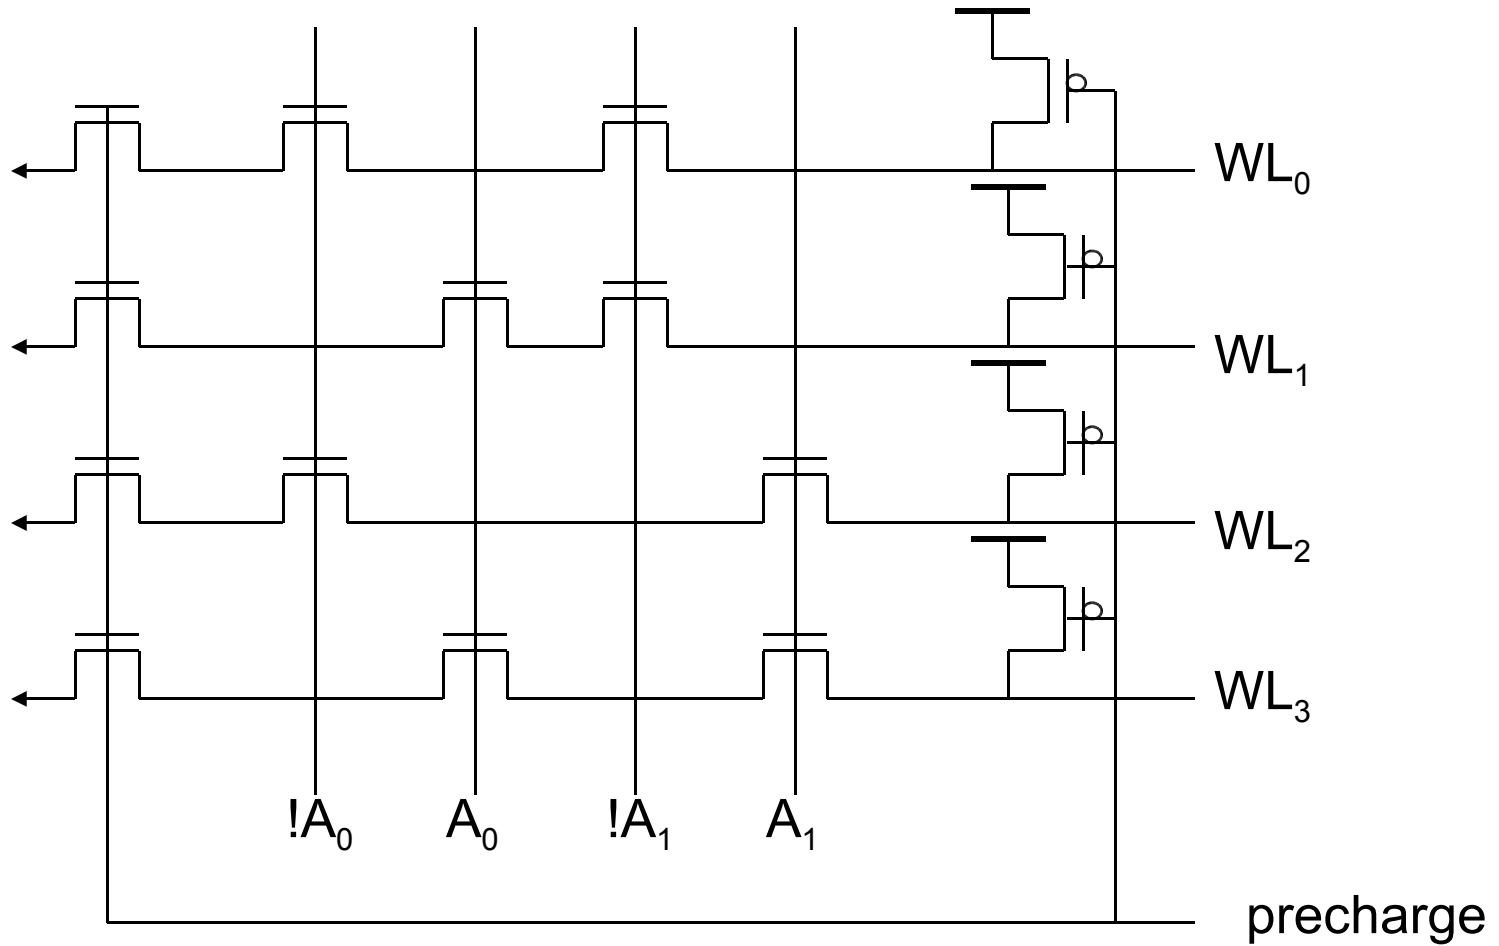 WL₀
WL₁
WL₂
WL₃
!A₀ A₀ !A₁ A₁
precharge